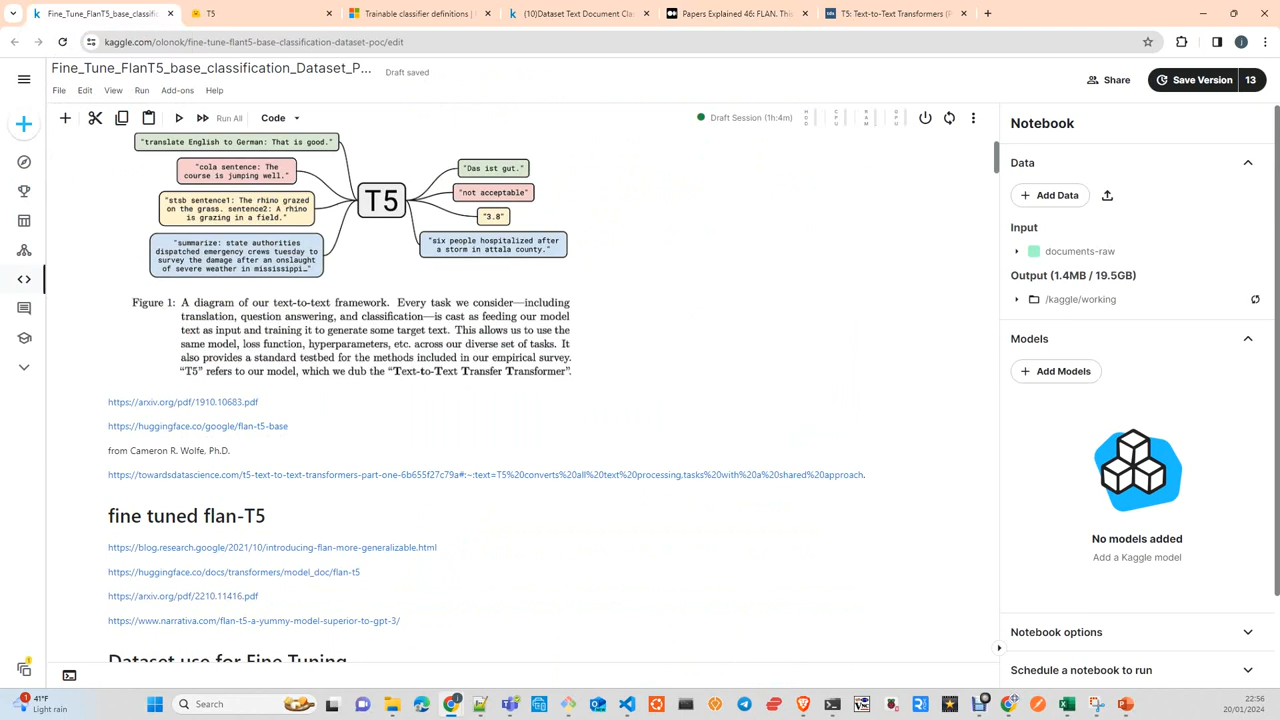 Fine_Tune_FlanT5_base_classific
T5
Trainable classifier definitions | M
(10)Dataset Text Document Clas
Papers Explained 46: FLAN. This
T5: Text-to-Text Transformers (P
kaggle.com/olonok/fine-tune-flant5-base-classification-dataset-poc/edit
Fine_Tune_FlanT5_base_classification_Dataset_P...
Draft saved
Share
Save Version
13
File Edit View Run Add-ons Help
Run All
Code
Draft Session (1h:4m)
HDD
CPU
RAM
GPU
Notebook
Data
+ Add Data
Input
documents-raw
Output (1.4MB / 19.5GB)
/kaggle/working
Models
+ Add Models
No models added
Add a Kaggle model
Notebook options
Schedule a notebook to run
"translate English to German: That is good."
"cola sentence: The
course is jumping well."
"stsb sentence1: The rhino grazed
on the grass. sentence2: A rhino
is grazing in a field."
"summarize: state authorities
dispatched emergency crews tuesday to
survey the damage after an onslaught
of severe weather in mississippi…"
T5
"Das ist gut."
"not acceptable"
"3.8"
"six people hospitalized after
a storm in attala county."
Figure 1: A diagram of our text-to-text framework. Every task we consider—including
translation, question answering, and classification—is cast as feeding our model
text as input and training it to generate some target text. This allows us to use the
same model, loss function, hyperparameters, etc. across our diverse set of tasks. It
also provides a standard testbed for the methods included in our empirical survey.
"T5" refers to our model, which we dub the "Text-to-Text Transfer Transformer".
https://arxiv.org/pdf/1910.10683.pdf
https://huggingface.co/google/flan-t5-base
from Cameron R. Wolfe, Ph.D.
https://towardsdatascience.com/t5-text-to-text-transformers-part-one-6b655f27c79a#:~:text=T5%20converts%20all%20text%20processing,tasks%20with%20a%20shared%20approach.
fine tuned flan-T5
https://blog.research.google/2021/10/introducing-flan-more-generalizable.html
https://huggingface.co/docs/transformers/model_doc/flan-t5
https://arxiv.org/pdf/2210.11416.pdf
https://www.narrativa.com/flan-t5-a-yummy-model-superior-to-gpt-3/
Dataset use for Fine Tuning
41°F
Light rain
Search
22:56
20/01/2024